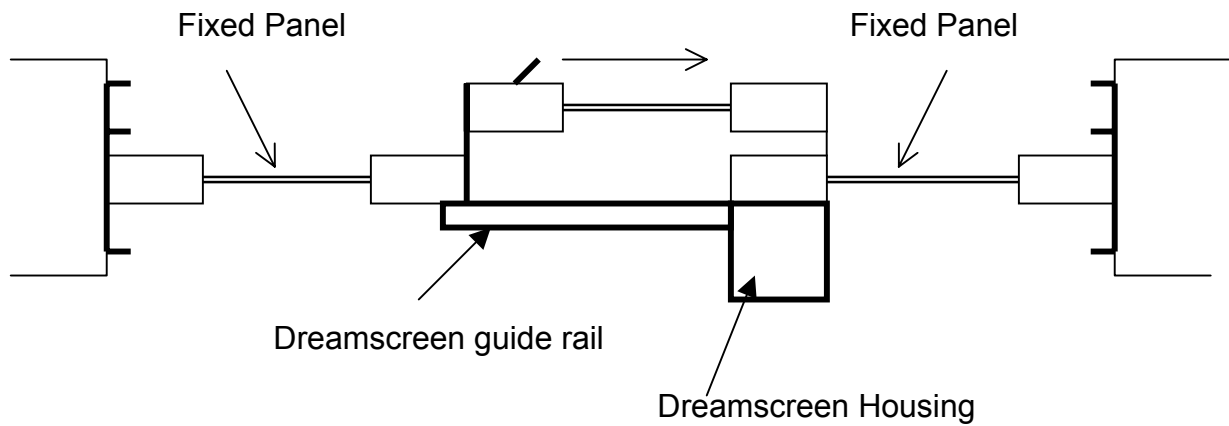 Fixed Panel
Fixed Panel
Dreamscreen guide rail
Dreamscreen Housing